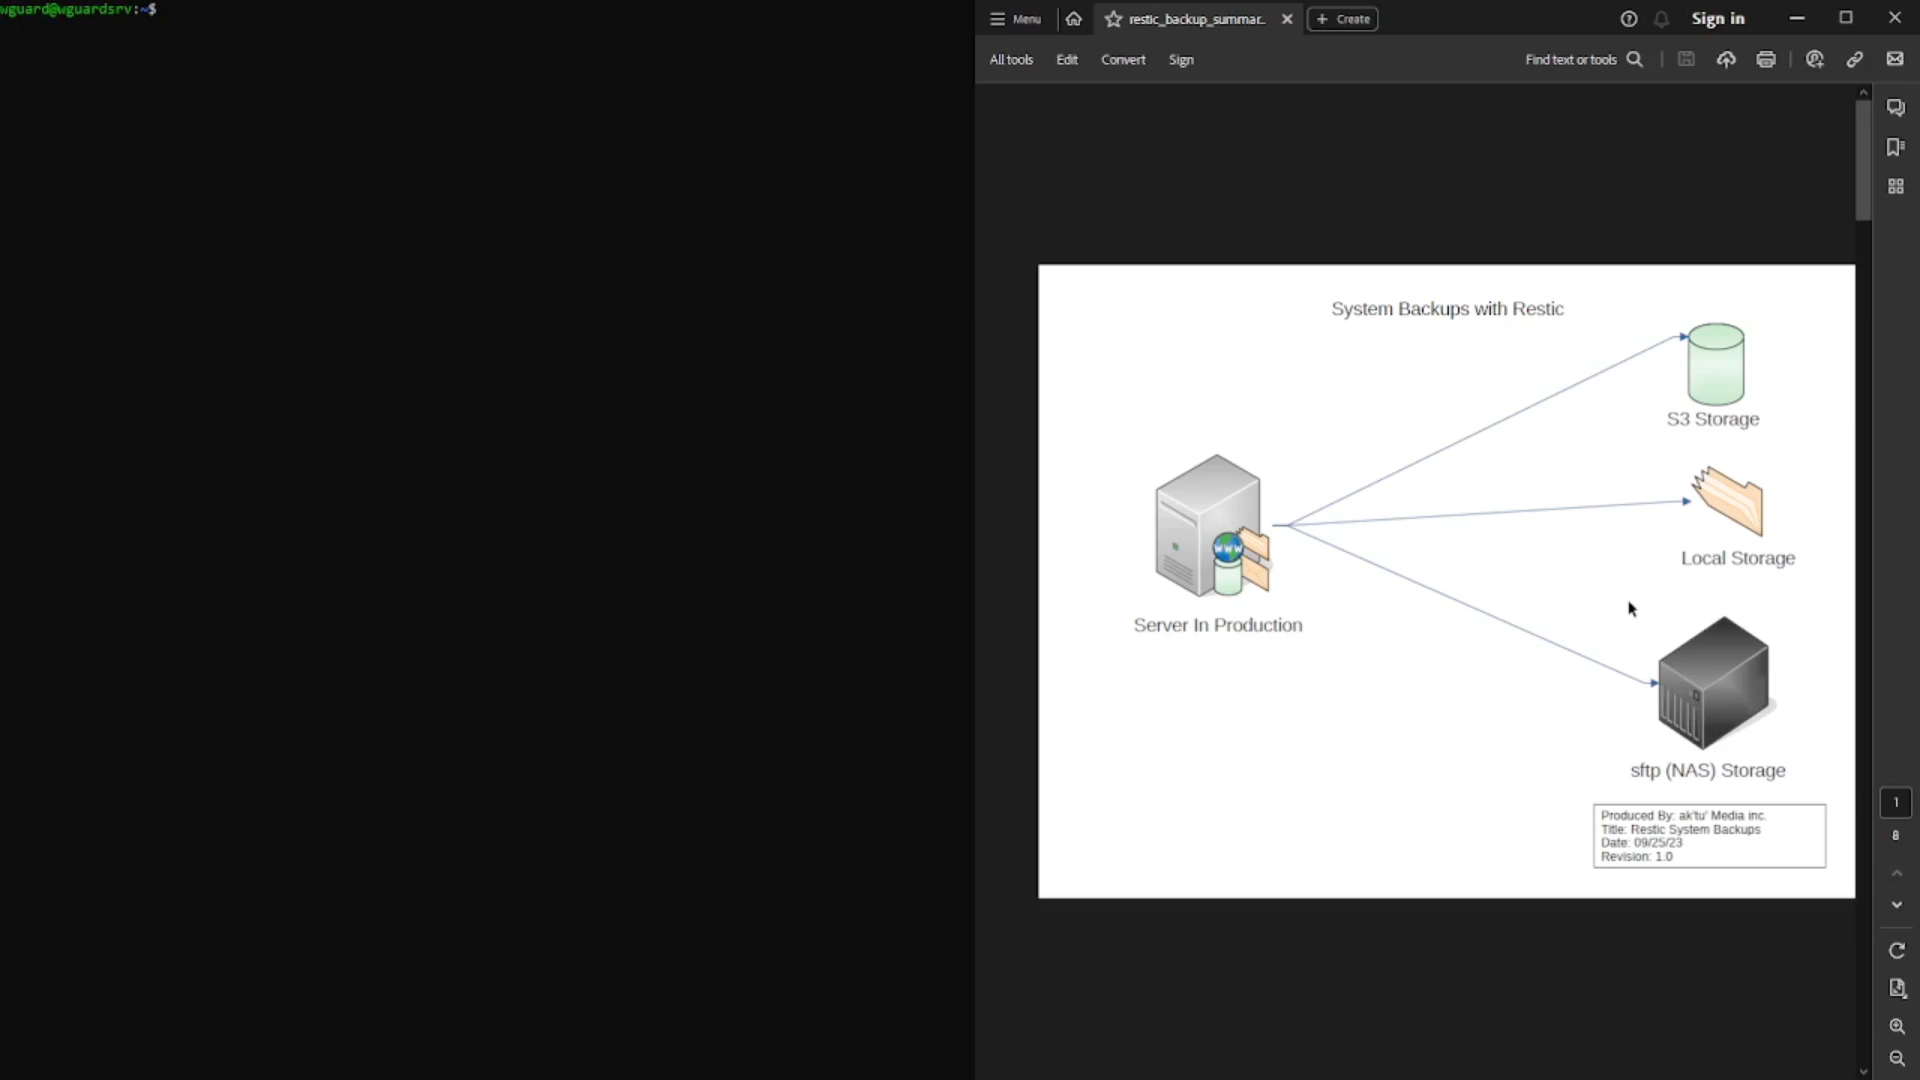 wguard@wguardsrv:~$
Menu
restic_backup_summar...
Create
Sign in
All tools
Edit
Convert
Sign
Find text or tools
System Backups with Restic
S3 Storage
Local Storage
Server In Production
sftp (NAS) Storage
Produced By: ak'tu' Media inc.
Title: Restic System Backups
Date: 09/25/23
Revision: 1.0
1
8